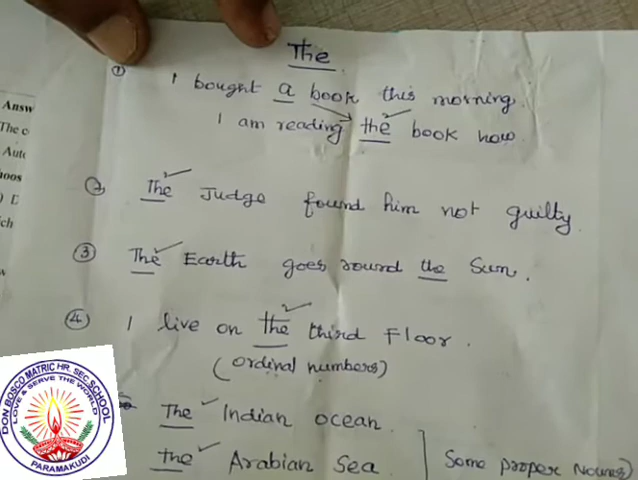 The
① I bought a book this morning.
I am reading the book now
② The Judge found him not guilty
③ The Earth goes round the Sun.
④ I live on the third Floor.
(ordinal numbers)
The Indian ocean.
the Arabian Sea
Some proper Nouns)
Answ
The c
Auto
hoos
ich
DON BOSCO MATRIC HR. SEC. SCHOOL
LOVE & SERVE THE WORLD
PARAMAKUDI